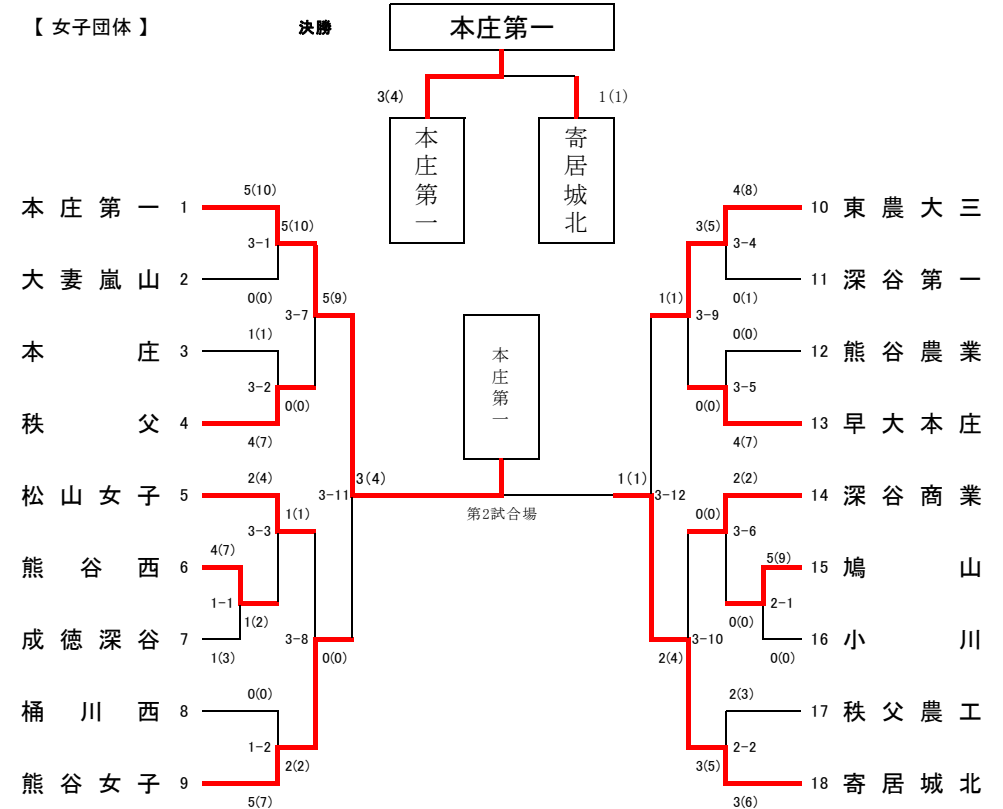 【 女子団体 】
決勝
本庄第一
3(4)
1(1)
本庄第一
寄居城北
5(10)
本庄第一 1
5(10)
3-1
大妻嵐山 2
0(0)
3-7
5(9)
1(1)
本庄 3
3-2
0(0)
秩父 4
4(7)
3-11
3(4)
2(4)
松山女子 5
1(1)
3-3
4(7)
熊谷西 6
1-1
1(2)
成徳深谷 7
1(3)
3-8
0(0)
0(0)
桶川西 8
1-2
2(2)
熊谷女子 9
5(7)
本庄第一
第2試合場
4(8)
10 東農大三
3(5)
3-4
11 深谷第一
0(1)
1(1)
3-9
0(0)
12 熊谷農業
3-5
0(0)
13 早大本庄
4(7)
1(1)
3-12
2(2)
14 深谷商業
0(0)
3-6
5(9)
15 鳩山
2-1
0(0)
16 小川
0(0)
3-10
2(4)
2(3)
17 秩父農工
2-2
3(5)
18 寄居城北
3(6)